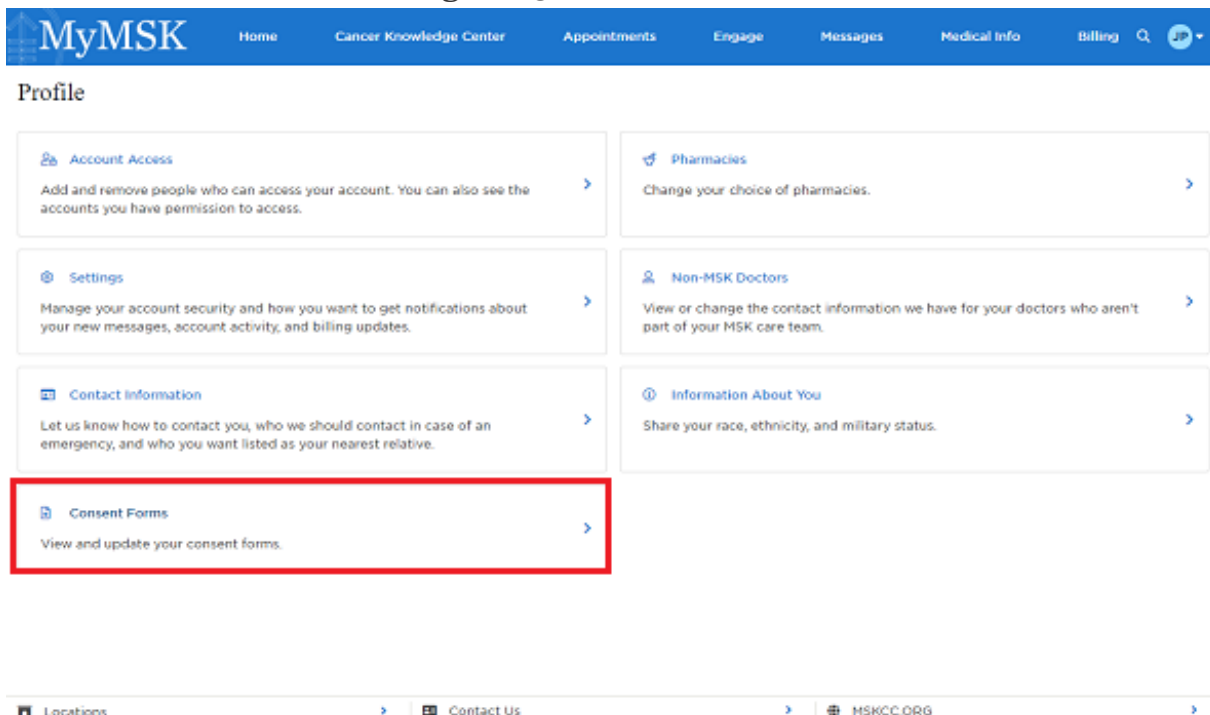 MyMSK Home Cancer Knowledge Center Appointments Engage Messages Medical Info Billing JP
Profile
Account Access
Add and remove people who can access your account. You can also see the
accounts you have permission to access.
Pharmacies
Change your choice of pharmacies.
Settings
Manage your account security and how you want to get notifications about
your new messages, account activity, and billing updates.
Non-MSK Doctors
View or change the contact information we have for your doctors who aren't
part of your MSK care team.
Contact Information
Let us know how to contact you, who we should contact in case of an
emergency, and who you want listed as your nearest relative.
Information About You
Share your race, ethnicity, and military status.
Consent Forms
View and update your consent forms.
Locations Contact Us MSKCC.ORG